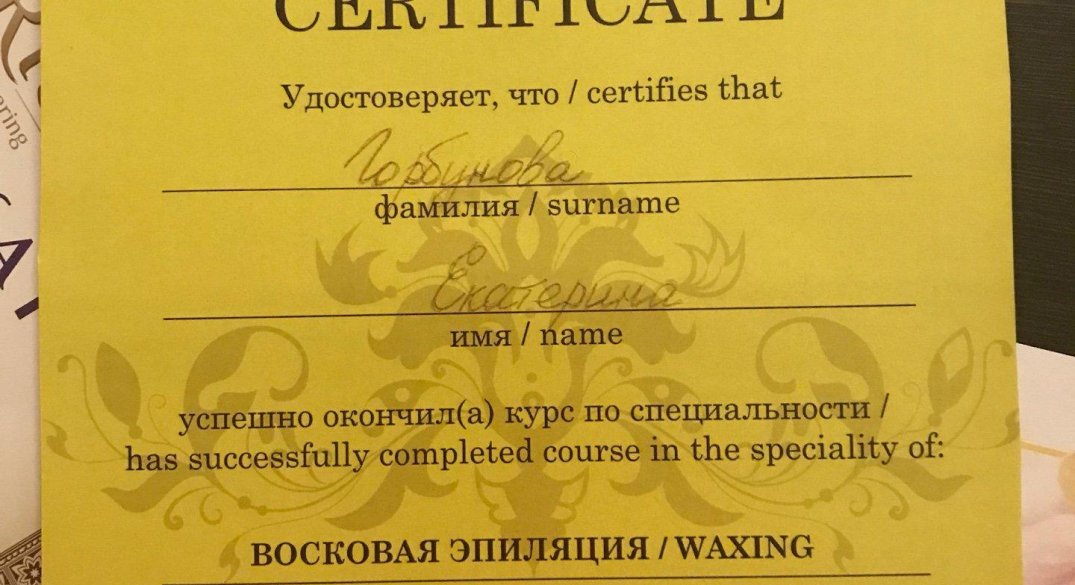 CERTIFICATE
Удостоверяет, что / certifies that
Горбунова
фамилия / surname
Екатерина
имя / name
успешно окончил(а) курс по специальности /
has successfully completed course in the speciality of:
ВОСКОВАЯ ЭПИЛЯЦИЯ / WAXING